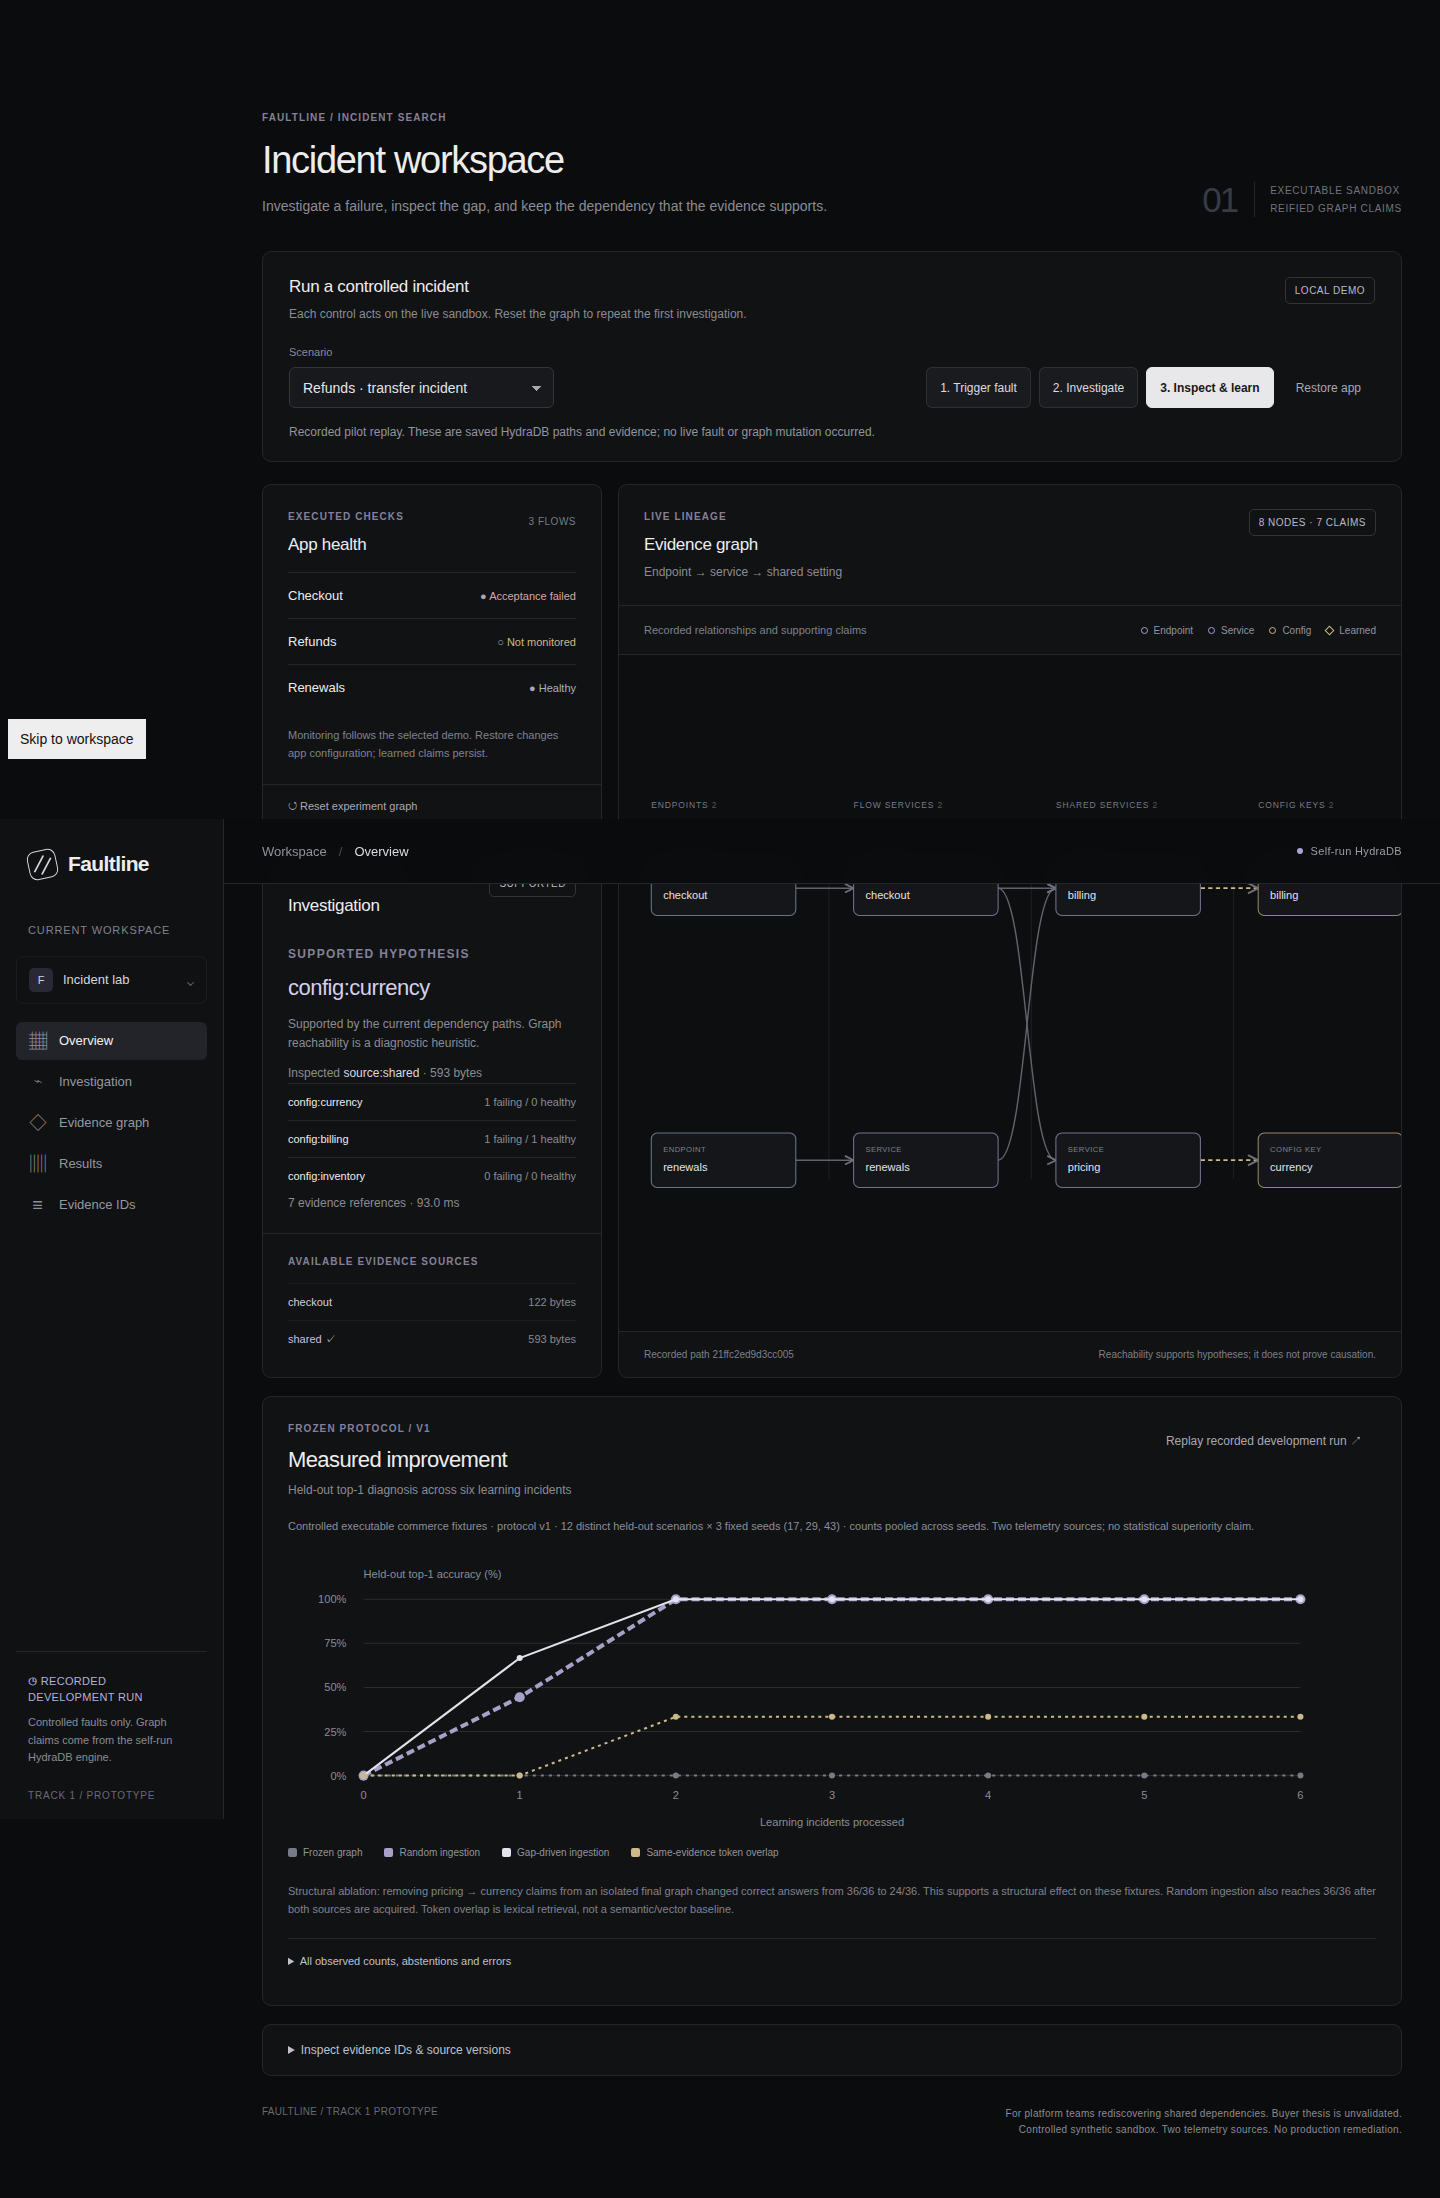 FAULTLINE / INCIDENT SEARCH
Incident workspace
Investigate a failure, inspect the gap, and keep the dependency that the evidence supports.
01
EXECUTABLE SANDBOX
REIFIED GRAPH CLAIMS
Run a controlled incident
LOCAL DEMO
Each control acts on the live sandbox. Reset the graph to repeat the first investigation.
Scenario
Refunds · transfer incident
1. Trigger fault
2. Investigate
3. Inspect & learn
Restore app
Recorded pilot replay. These are saved HydraDB paths and evidence; no live fault or graph mutation occurred.
EXECUTED CHECKS
3 FLOWS
App health
Checkout
● Acceptance failed
Refunds
○ Not monitored
Renewals
● Healthy
Monitoring follows the selected demo. Restore changes
app configuration; learned claims persist.
Reset experiment graph
LIVE LINEAGE
8 NODES · 7 CLAIMS
Evidence graph
Endpoint → service → shared setting
Recorded relationships and supporting claims
Endpoint
Service
Config
Learned
ENDPOINTS 2
FLOW SERVICES 2
SHARED SERVICES 2
CONFIG KEYS 2
Skip to workspace
Faultline
Workspace / Overview
Self-run HydraDB
CURRENT WORKSPACE
F
Incident lab
Overview
Investigation
Evidence graph
Results
Evidence IDs
SUPPORTED
Investigation
SUPPORTED HYPOTHESIS
config:currency
Supported by the current dependency paths. Graph
reachability is a diagnostic heuristic.
Inspected source:shared · 593 bytes
config:currency
1 failing / 0 healthy
config:billing
1 failing / 1 healthy
config:inventory
0 failing / 0 healthy
7 evidence references · 93.0 ms
AVAILABLE EVIDENCE SOURCES
checkout
122 bytes
shared ✓
593 bytes
checkout
checkout
billing
billing
ENDPOINT
renewals
SERVICE
renewals
SERVICE
pricing
CONFIG KEY
currency
Recorded path 21ffc2ed9d3cc005
Reachability supports hypotheses; it does not prove causation.
FROZEN PROTOCOL / V1
Measured improvement
Replay recorded development run ↗
Held-out top-1 diagnosis across six learning incidents
Controlled executable commerce fixtures · protocol v1 · 12 distinct held-out scenarios × 3 fixed seeds (17, 29, 43) · counts pooled across seeds. Two telemetry sources; no statistical superiority claim.
Held-out top-1 accuracy (%)
100%
75%
50%
25%
0%
0 1 2 3 4 5 6
Learning incidents processed
Frozen graph
Random ingestion
Gap-driven ingestion
Same-evidence token overlap
Structural ablation: removing pricing → currency claims from an isolated final graph changed correct answers from 36/36 to 24/36. This supports a structural effect on these fixtures. Random ingestion also reaches 36/36 after
both sources are acquired. Token overlap is lexical retrieval, not a semantic/vector baseline.
All observed counts, abstentions and errors
RECORDED
DEVELOPMENT RUN
Controlled faults only. Graph
claims come from the self-run
HydraDB engine.
TRACK 1 / PROTOTYPE
Inspect evidence IDs & source versions
FAULTLINE / TRACK 1 PROTOTYPE
For platform teams rediscovering shared dependencies. Buyer thesis is unvalidated.
Controlled synthetic sandbox. Two telemetry sources. No production remediation.